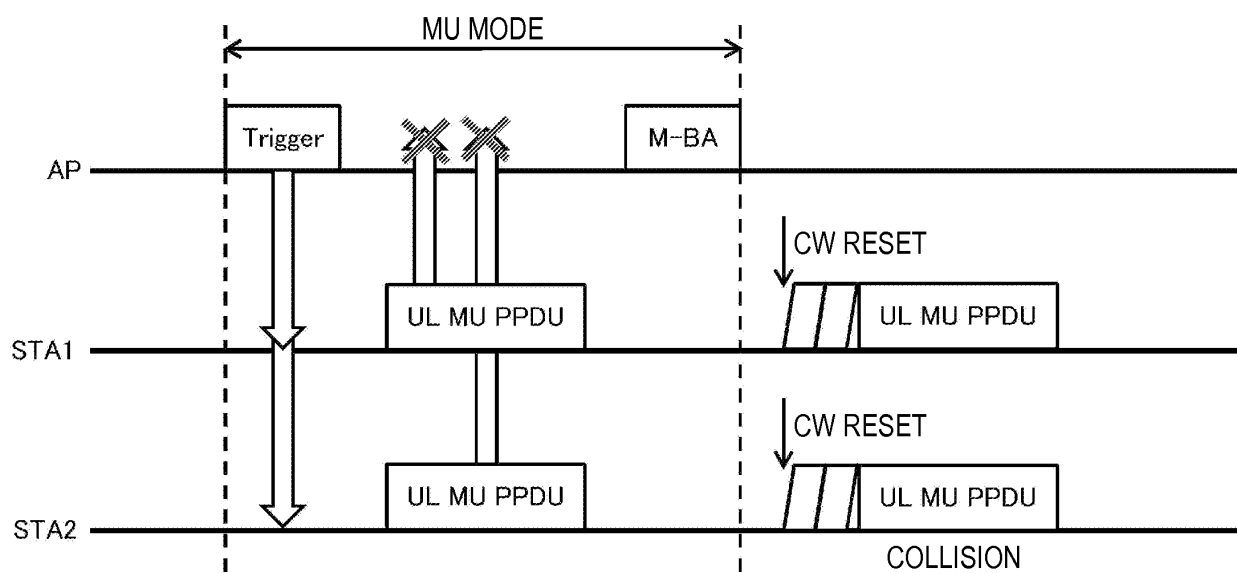 MU MODE
Trigger
M-BA
AP
CW RESET
UL MU PPDU
UL MU PPDU
STA1
CW RESET
UL MU PPDU
UL MU PPDU
STA2
COLLISION